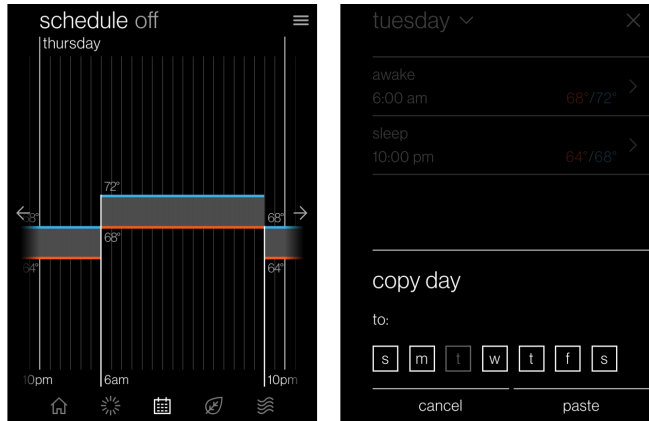 schedule off
thursday
72°
68°
68°
68°
64°
64°
10pm
6am
10pm
tuesday
awake
6:00 am
68°/72°
sleep
10:00 pm
64°/68°
copy day
to:
s m t w t f s
cancel
paste